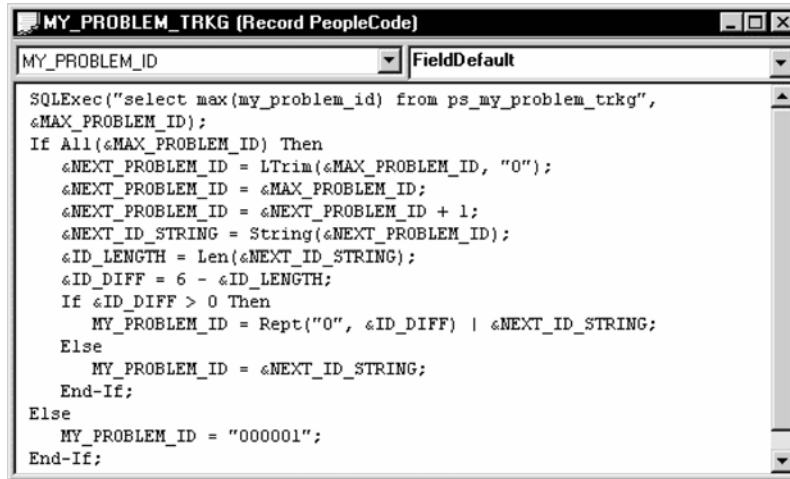 MY_PROBLEM_TRKG (Record PeopleCode)
MY_PROBLEM_ID FieldDefault
SQLExec("select max(my_problem_id) from ps_my_problem_trkg",
&MAX_PROBLEM_ID);
If All(&MAX_PROBLEM_ID) Then
   &NEXT_PROBLEM_ID = LTrim(&MAX_PROBLEM_ID, "0");
   &NEXT_PROBLEM_ID = &MAX_PROBLEM_ID;
   &NEXT_PROBLEM_ID = &NEXT_PROBLEM_ID + 1;
   &NEXT_ID_STRING = String(&NEXT_PROBLEM_ID);
   &ID_LENGTH = Len(&NEXT_ID_STRING);
   &ID_DIFF = 6 - &ID_LENGTH;
   If &ID_DIFF > 0 Then
      MY_PROBLEM_ID = Rept("0", &ID_DIFF) | &NEXT_ID_STRING;
   Else
      MY_PROBLEM_ID = &NEXT_ID_STRING;
   End-If;
Else
   MY_PROBLEM_ID = "000001";
End-If;